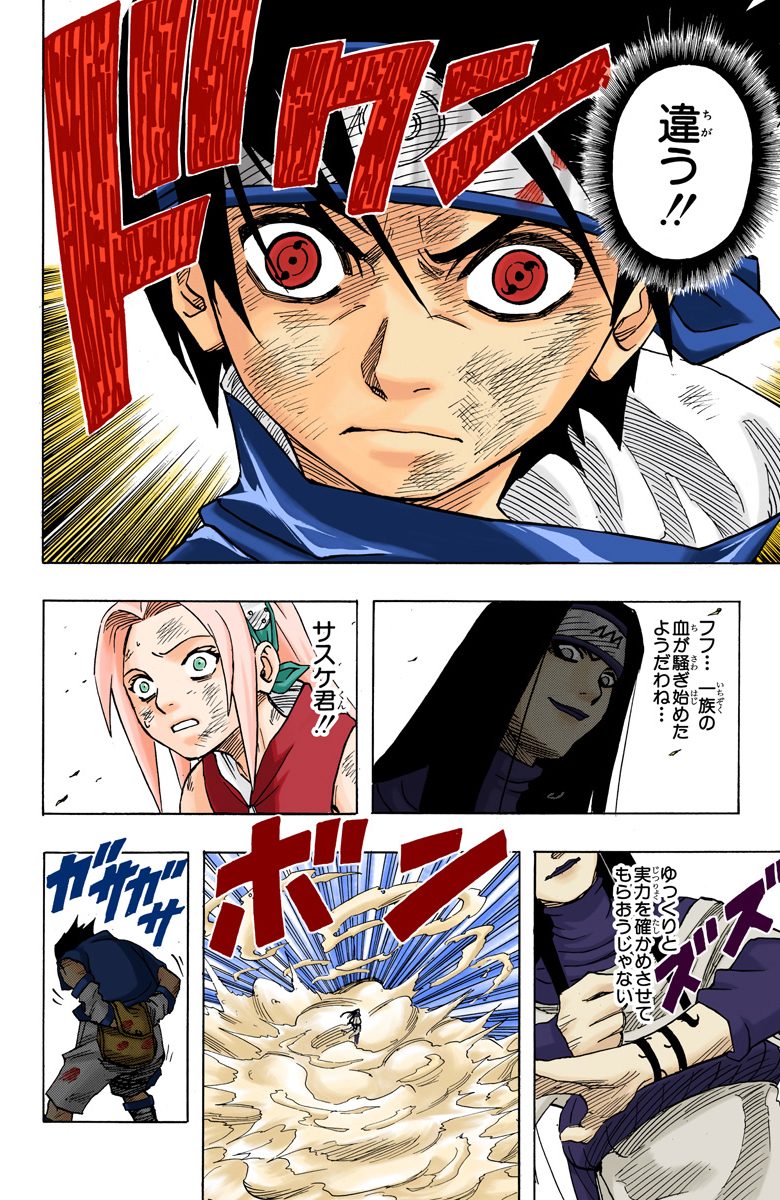 違う!!
ドクン
フフ… 一族の
血が騒ぎ始めた
ようだわね…
サスケ君!!
ゆっくりと
実力を確かめさせて
もらおうじゃない
ズズ
ボン
ガサガサ